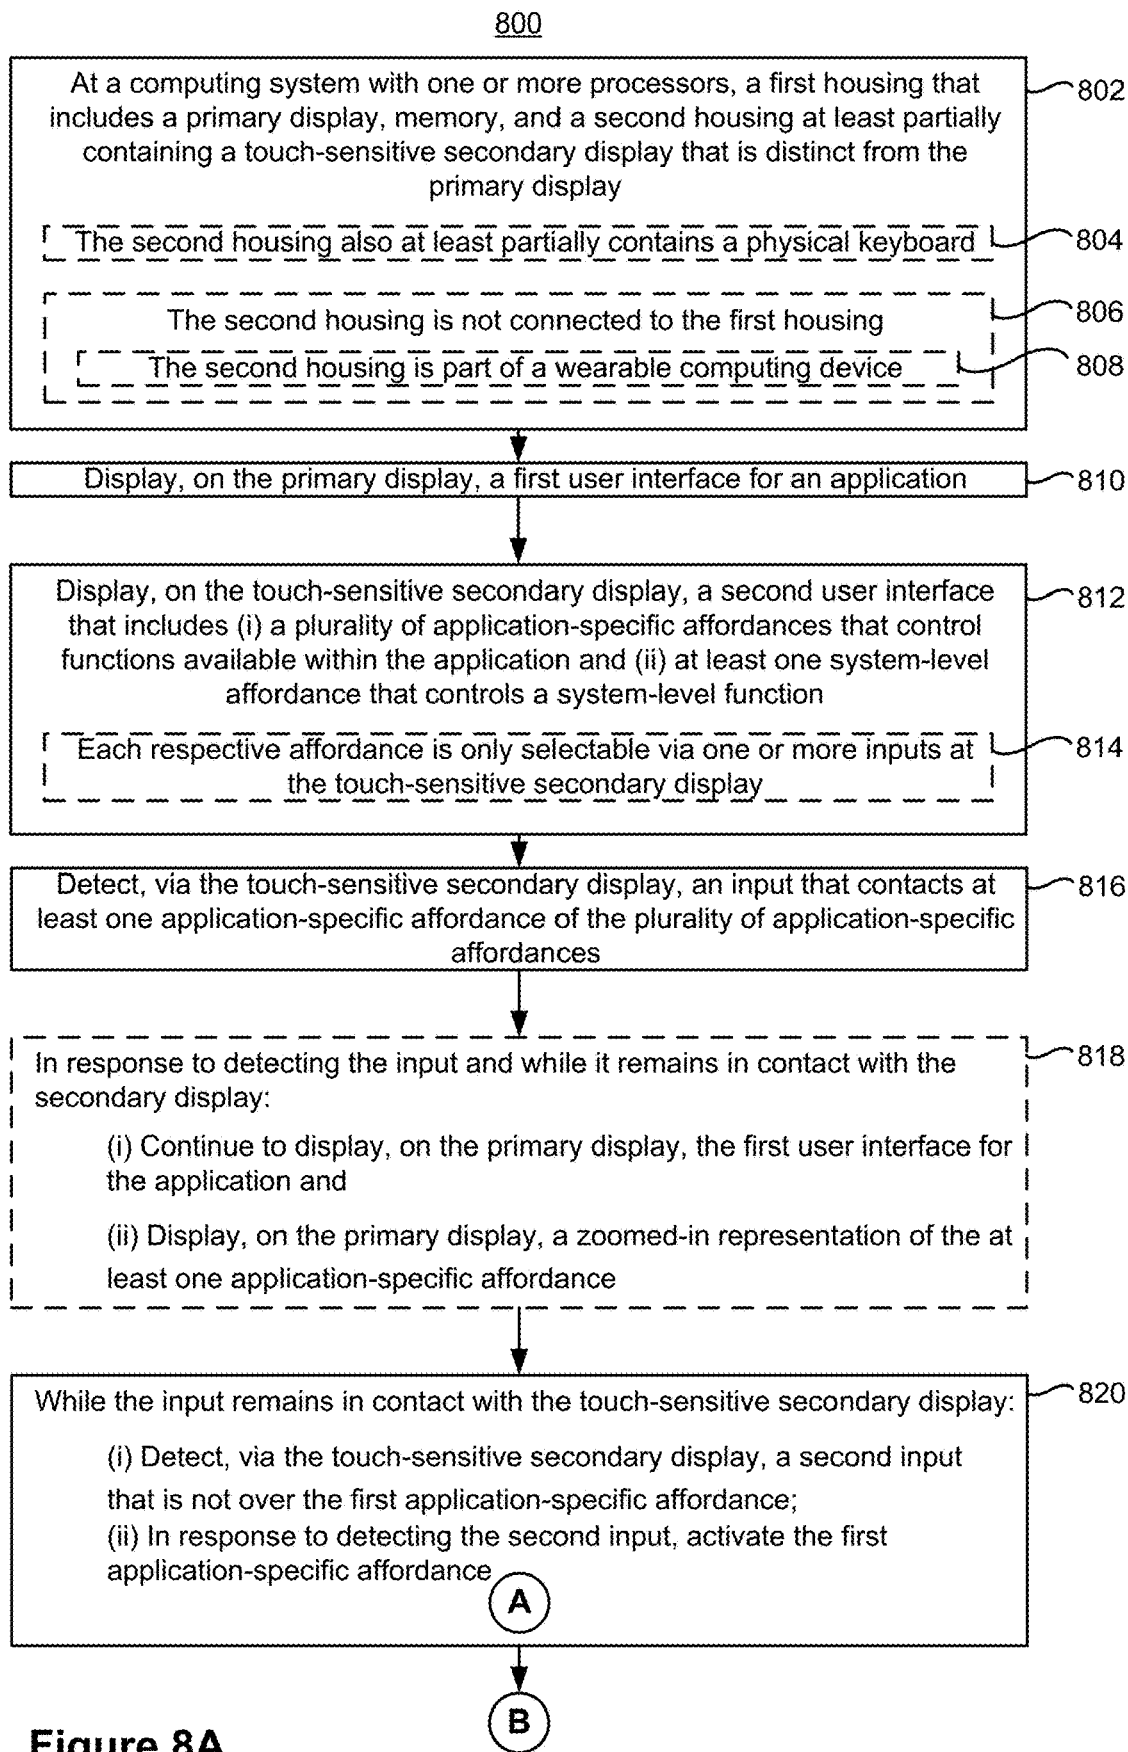 800
At a computing system with one or more processors, a first housing that
includes a primary display, memory, and a second housing at least partially
containing a touch-sensitive secondary display that is distinct from the
primary display
802
The second housing also at least partially contains a physical keyboard
804
The second housing is not connected to the first housing
806
The second housing is part of a wearable computing device
808
Display, on the primary display, a first user interface for an application
810
Display, on the touch-sensitive secondary display, a second user interface
that includes (i) a plurality of application-specific affordances that control
functions available within the application and (ii) at least one system-level
affordance that controls a system-level function
812
Each respective affordance is only selectable via one or more inputs at
the touch-sensitive secondary display
814
Detect, via the touch-sensitive secondary display, an input that contacts at
least one application-specific affordance of the plurality of application-specific
affordances
816
In response to detecting the input and while it remains in contact with the
secondary display:
(i) Continue to display, on the primary display, the first user interface for
the application and
(ii) Display, on the primary display, a zoomed-in representation of the at
least one application-specific affordance
818
While the input remains in contact with the touch-sensitive secondary display:
(i) Detect, via the touch-sensitive secondary display, a second input
that is not over the first application-specific affordance;
(ii) In response to detecting the second input, activate the first
application-specific affordance
820
A
B
Figure 8A